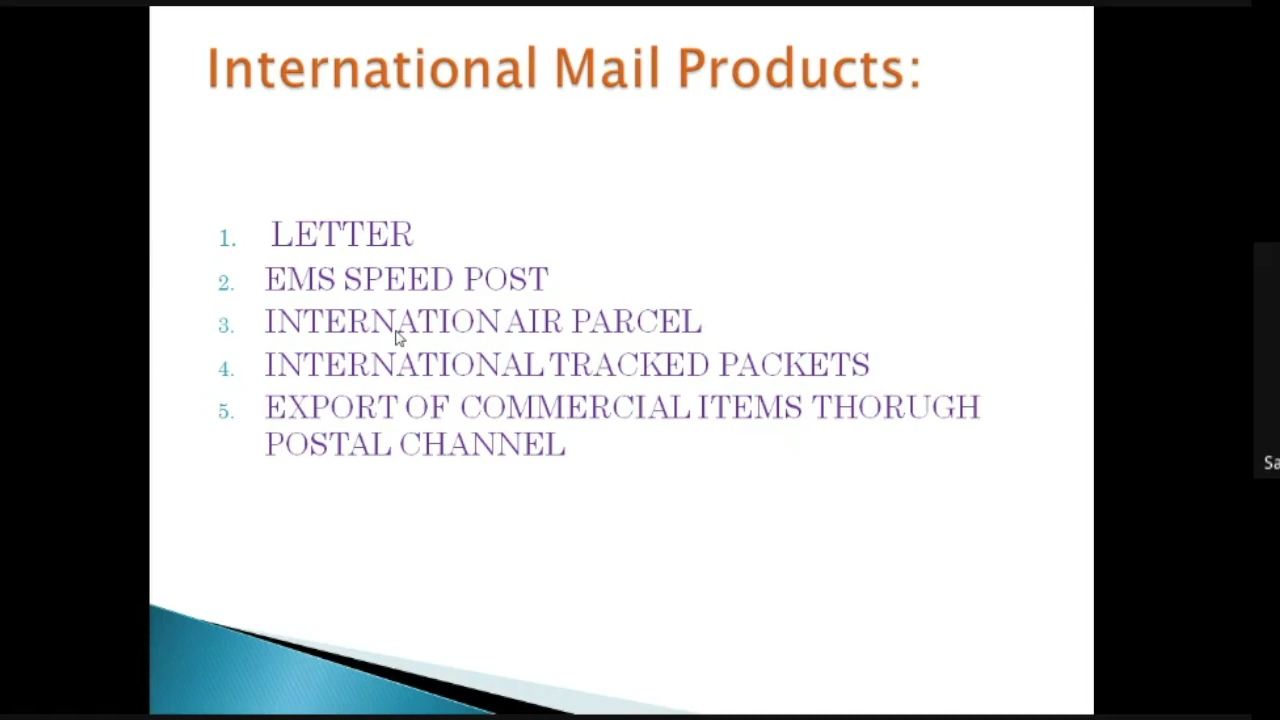 International Mail Products:
1. LETTER
2. EMS SPEED POST
3. INTERNATION AIR PARCEL
4. INTERNATIONAL TRACKED PACKETS
5. EXPORT OF COMMERCIAL ITEMS THORUGH
POSTAL CHANNEL
Sa